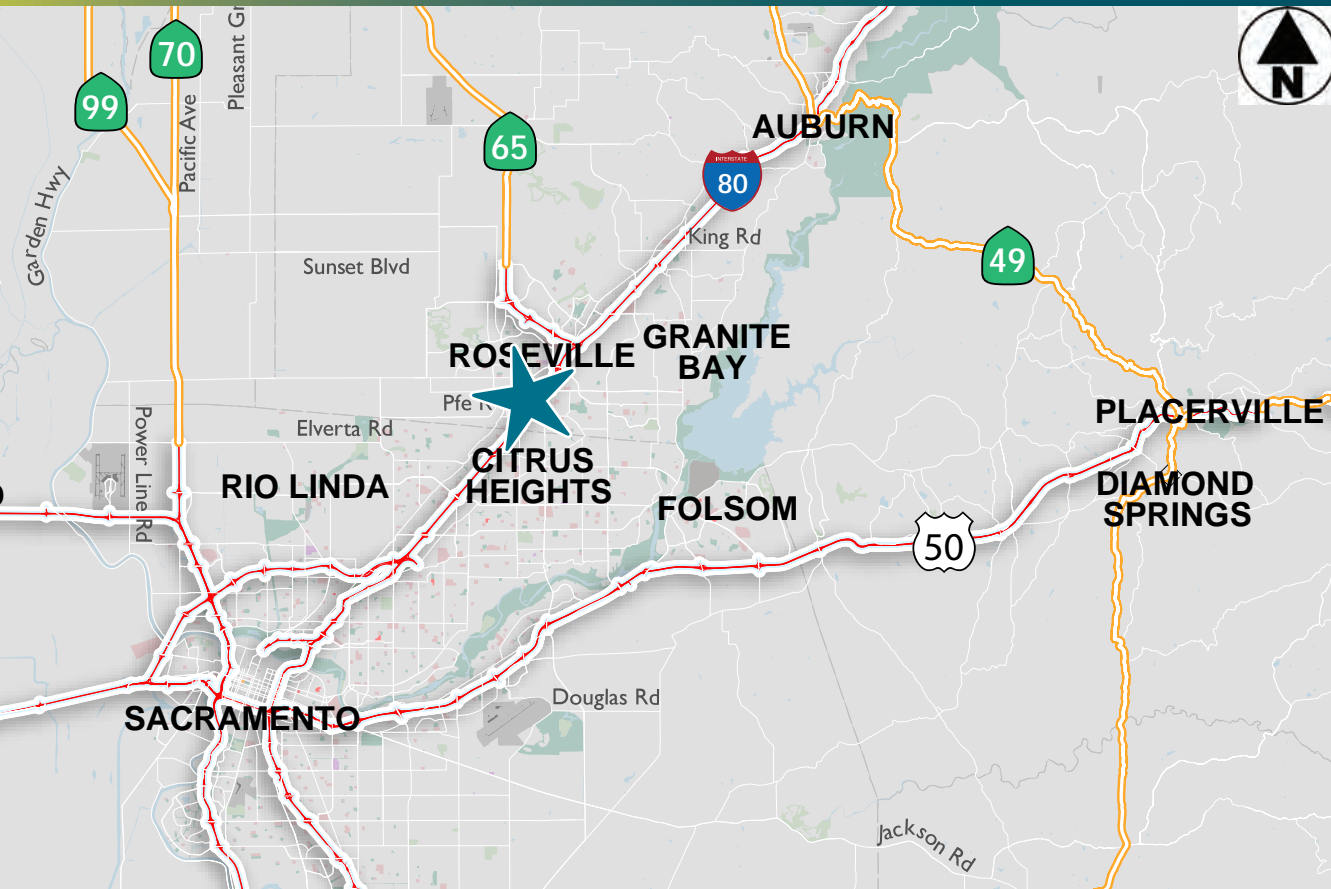 70
Pleasant Gr
99
Pacific Ave
65
AUBURN
INTERSTATE
80
N
Garden Hwy
King Rd
Sunset Blvd
49
GRANITE
BAY
ROSEVILLE
Pfe R
Elverta Rd
PLACERVILLE
Power Line Rd
CITRUS
HEIGHTS
RIO LINDA
FOLSOM
DIAMOND
SPRINGS
50
Douglas Rd
SACRAMENTO
Jackson Rd